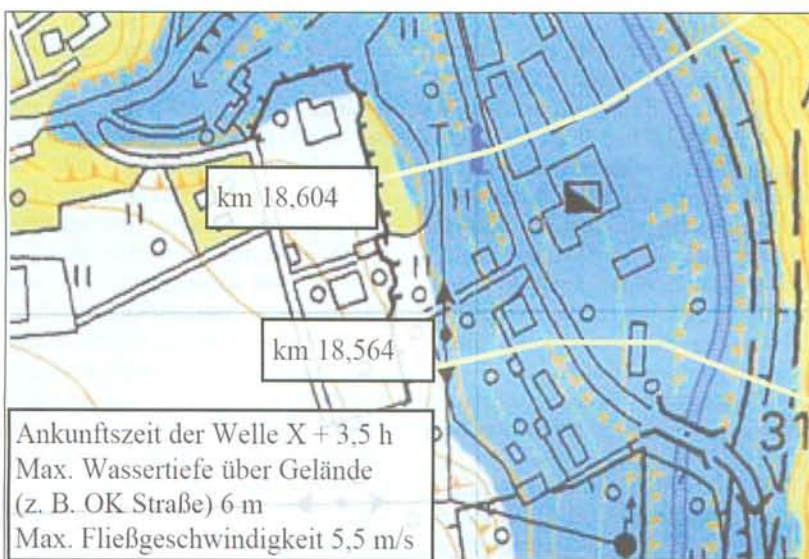 km 18,604
km 18,564
Ankunftszeit der Welle X + 3,5 h
Max. Wassertiefe über Gelände
(z. B. OK Straße) 6 m
Max. Fließgeschwindigkeit 5,5 m/s
31